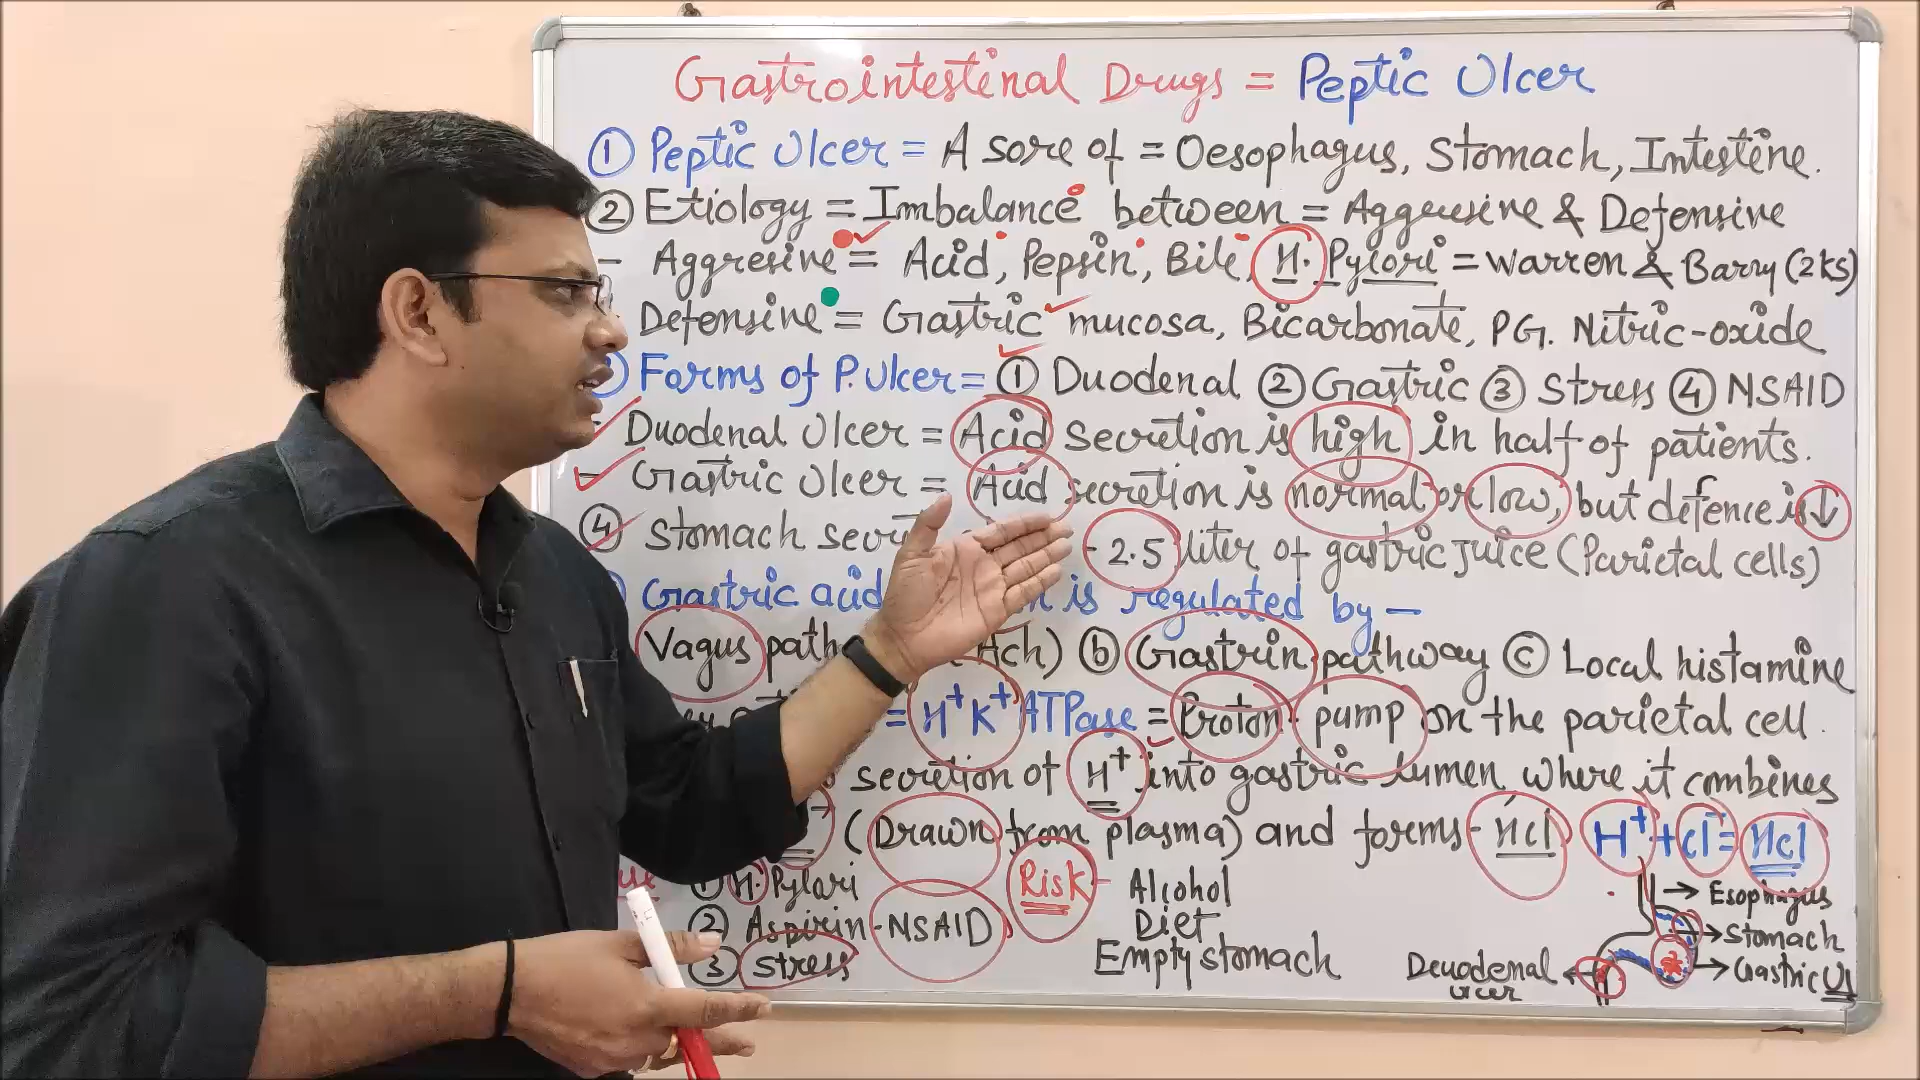 Gastrointestinal Drugs = Peptic Ulcer
① Peptic Ulcer = A sore of = Oesophagus, Stomach, Intestine.
② Etiology = Imbalance between = Aggressive & Defensive
- Aggresive = Acid, Pepsin, Bile, H. Pylori = Warren & Barry (2ks)
Defensive = Gastric mucosa, Bicarbonate, PG. Nitric-oxide
Forms of P. Ulcer = ① Duodenal ② Gastric ③ Stress ④ NSAID
- Duodenal Ulcer = Acid secretion is high in half of patients.
- Gastric Ulcer = Acid secretion is normal or low, but defence is ↓
④ Stomach 2.5 liter of gastric juice (Parietal cells)
Gastric acid is regulated by -
Vagus (Ach) ⓑ Gastrin pathway ⓒ Local histamine
= H+ K+ ATPase = Proton pump on the parietal cell.
secretion of H+ into gastric lumen where it combines
(Drawn from plasma) and forms - Hcl H+ + cl- = Hcl
① H. Pylari
② Aspirin - NSAID
③ stress
Risk - Alcohol
Diet
Empty stomach
→ Esophagus
→ Stomach
→ Gastric Ul
Deuodenal
ucer